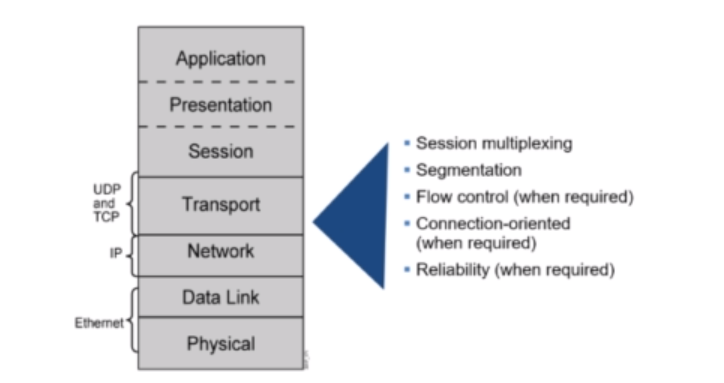 Application
Presentation
Session
UDP
and
TCP
Transport
IP
Network
Data Link
Ethernet
Physical
▪ Session multiplexing
▪ Segmentation
▪ Flow control (when required)
▪ Connection-oriented
(when required)
▪ Reliability (when required)